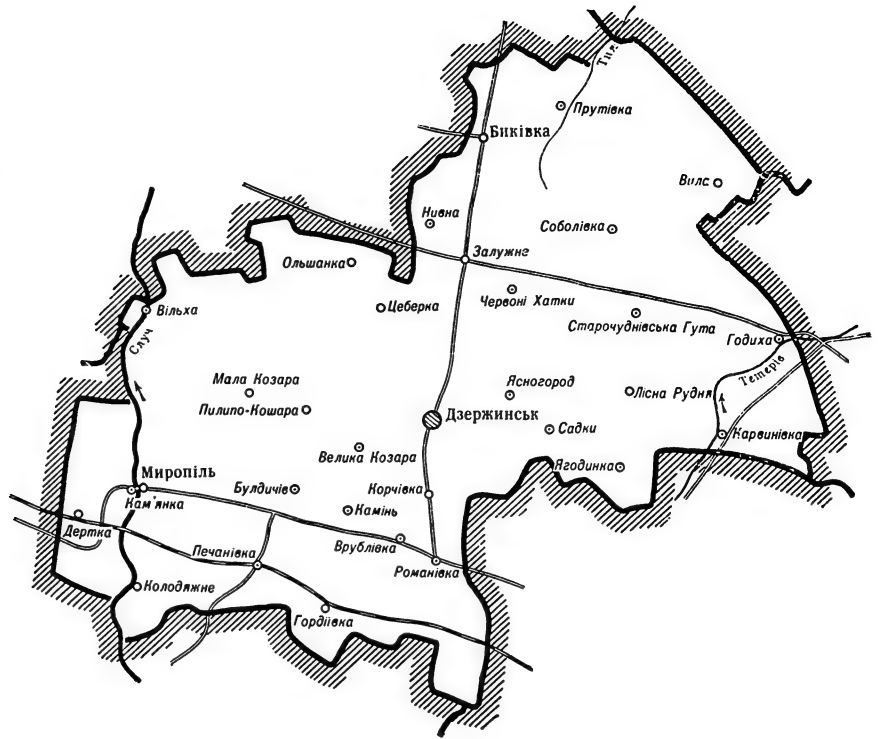 Тня
Прутівка
Биківка
Вилс
Нивна
Соболівка
Залужнг
Ольшанка
Червоні Хатки
Цеберка
Вільха
Старочуднівська Гута
Годиха
Случ
Тетерів
Мала Козара
Ясногород
Лісна Рудня
Пилипо-Кошара
Дзержинськ
Садки
Карвинівка
Велика Козара
Ягодинка
Миропіль
Булдичів
Корчівка
Кам'янка
Камінь
Дертка
Врублівка
Печанівка
Романівка
Колодяжне
Гордіївка